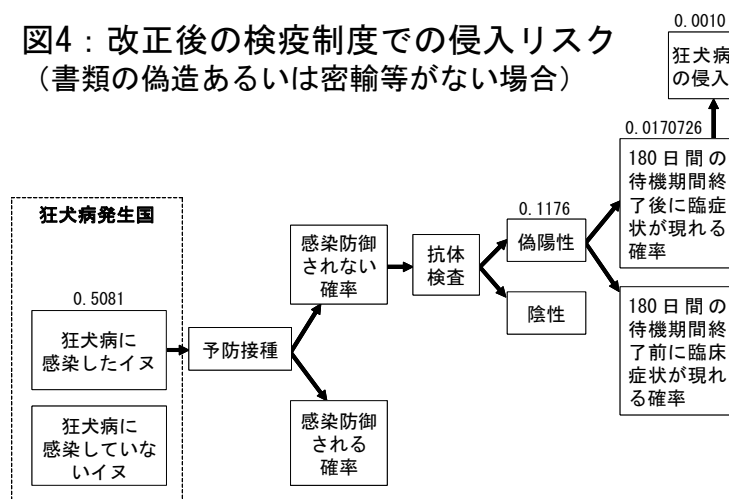 図4：改正後の検疫制度での侵入リスク
（書類の偽造あるいは密輸等がない場合）
0.0010
狂犬病
の侵入
0.0170726
180日間の
待機期間終
了後に臨症
状が現れる
確率
狂犬病発生国
0.5081
狂犬病に
感染したイヌ
狂犬病に
感染していな
いイヌ
予防接種
感染防御
されない
確率
感染防御
される
確率
抗体
検査
0.1176
偽陽性
陰性
180日間の
待機期間終
了前に臨床
症状が現れ
る確率